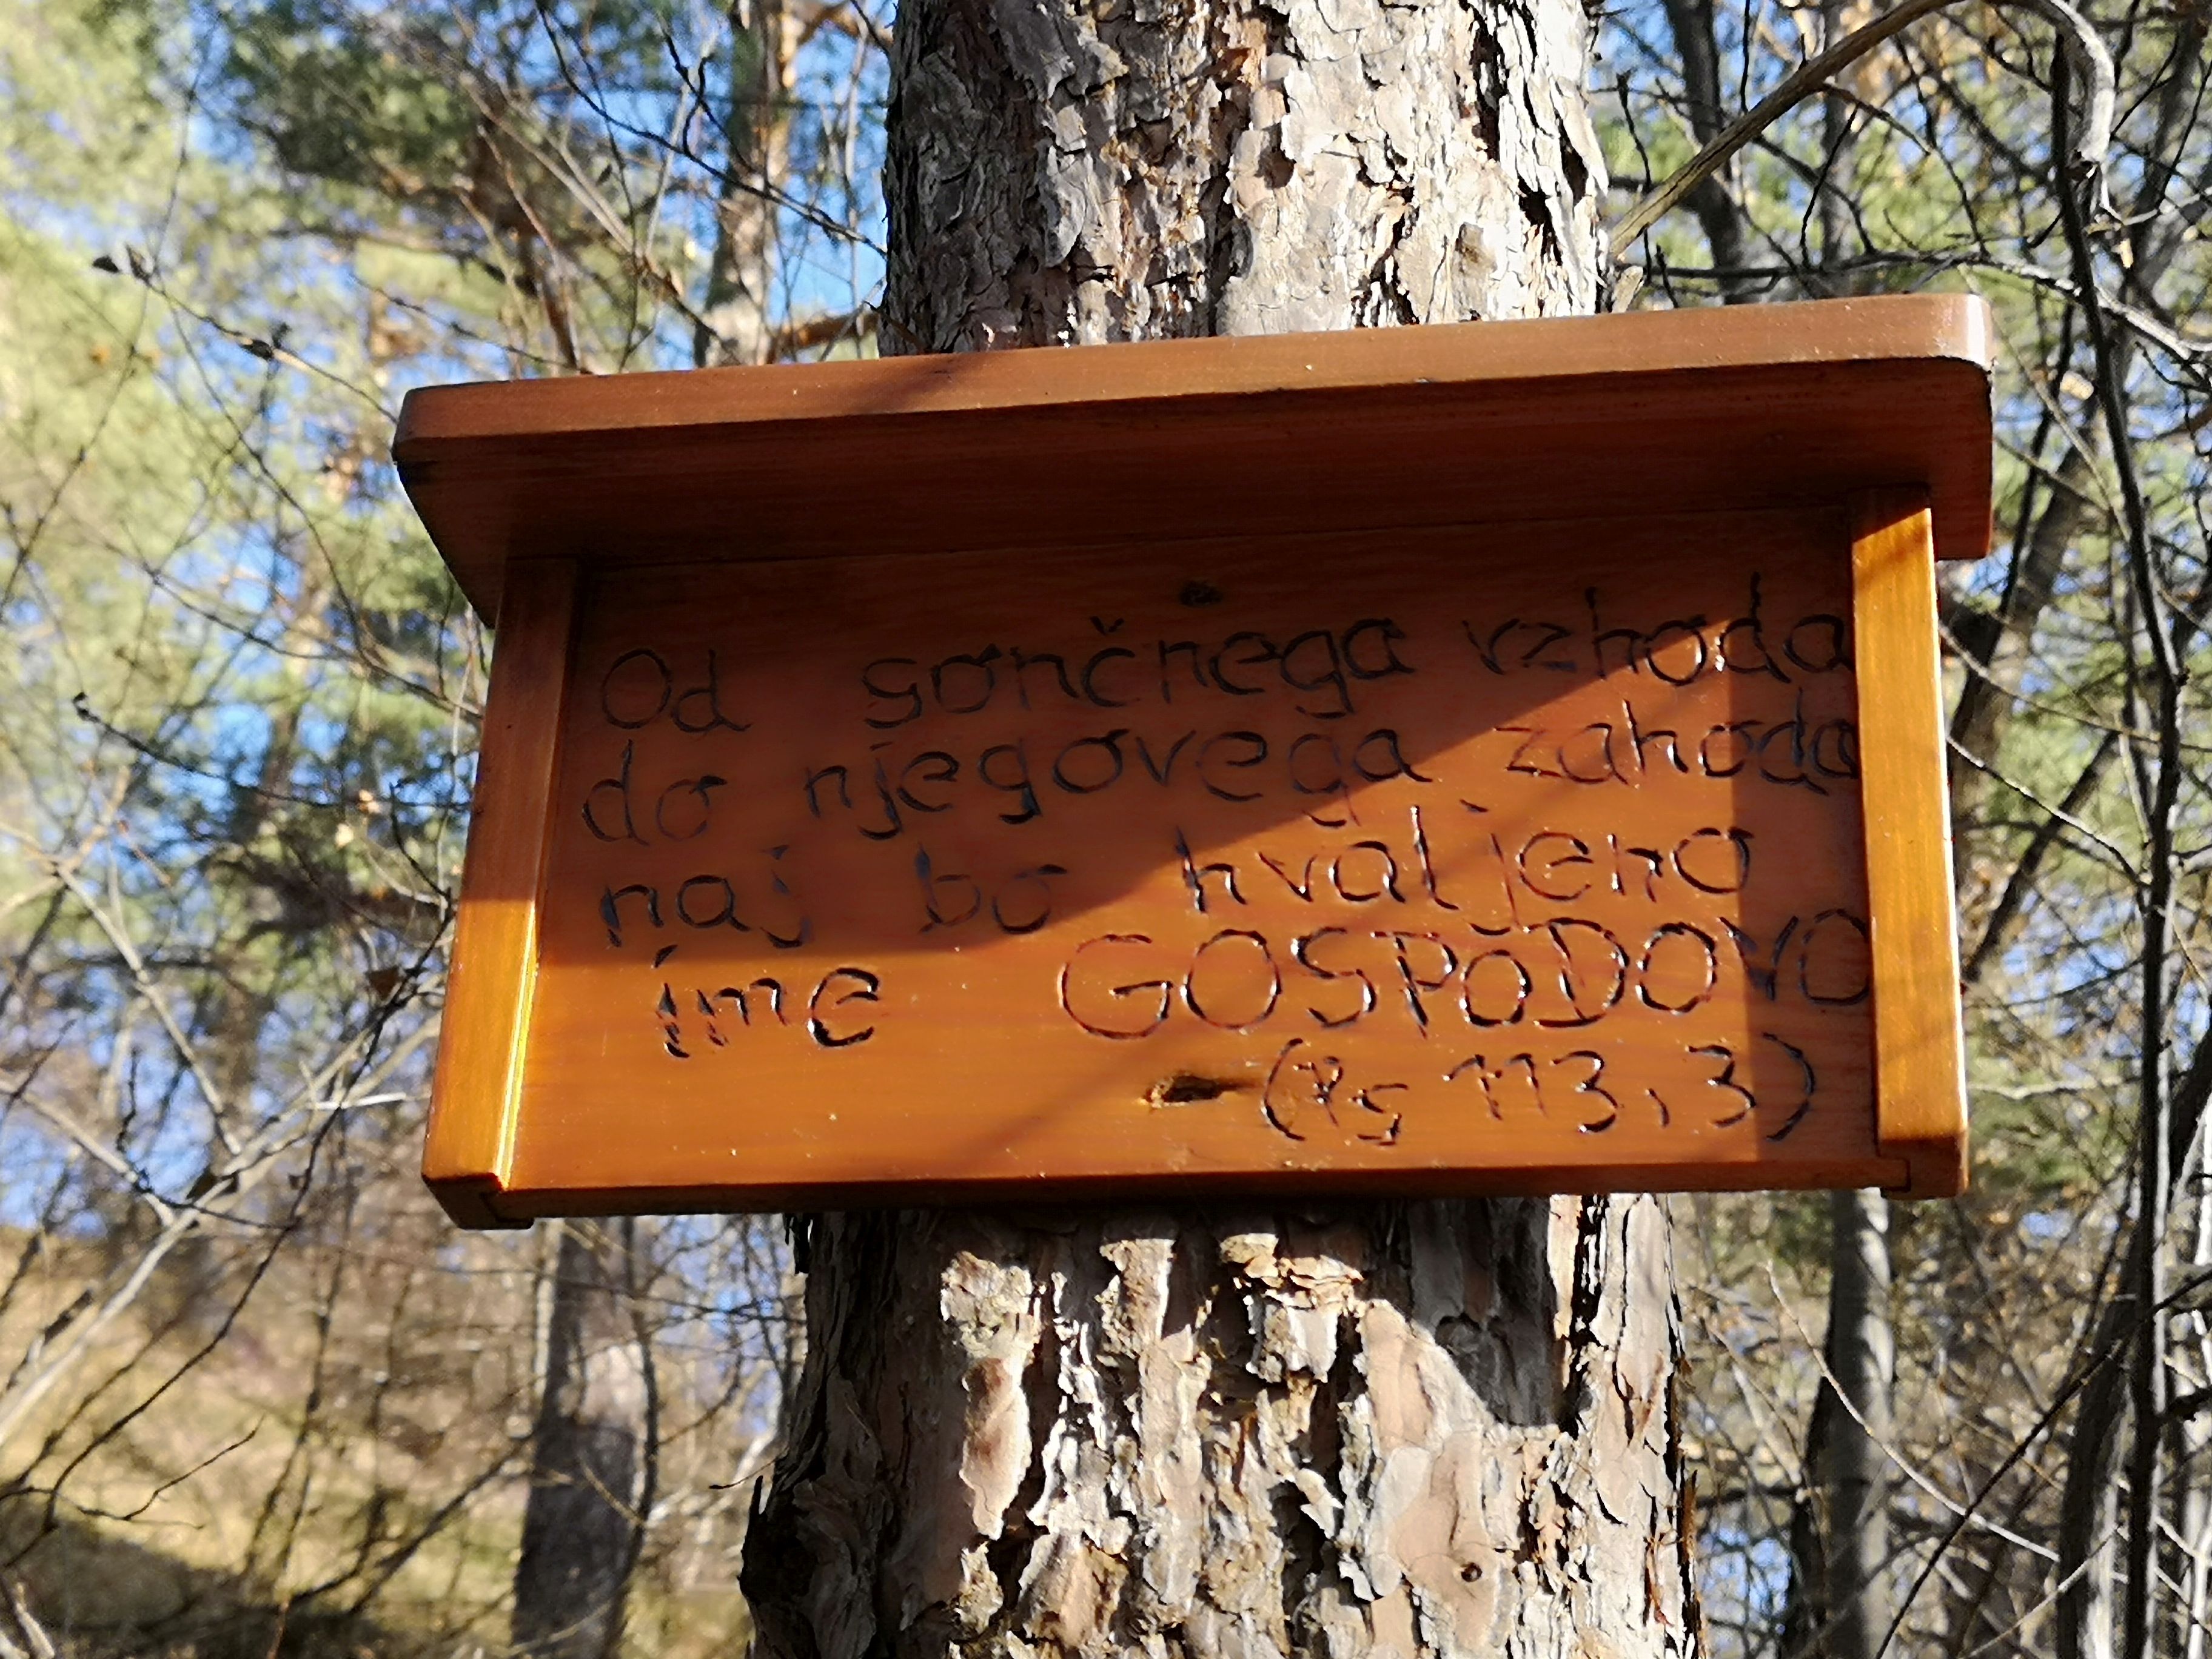 Od sončnega vzhoda
do njegovega zahoda
naj bo hvaljeno
ime GOSPODOVO
(Ps 113,3)